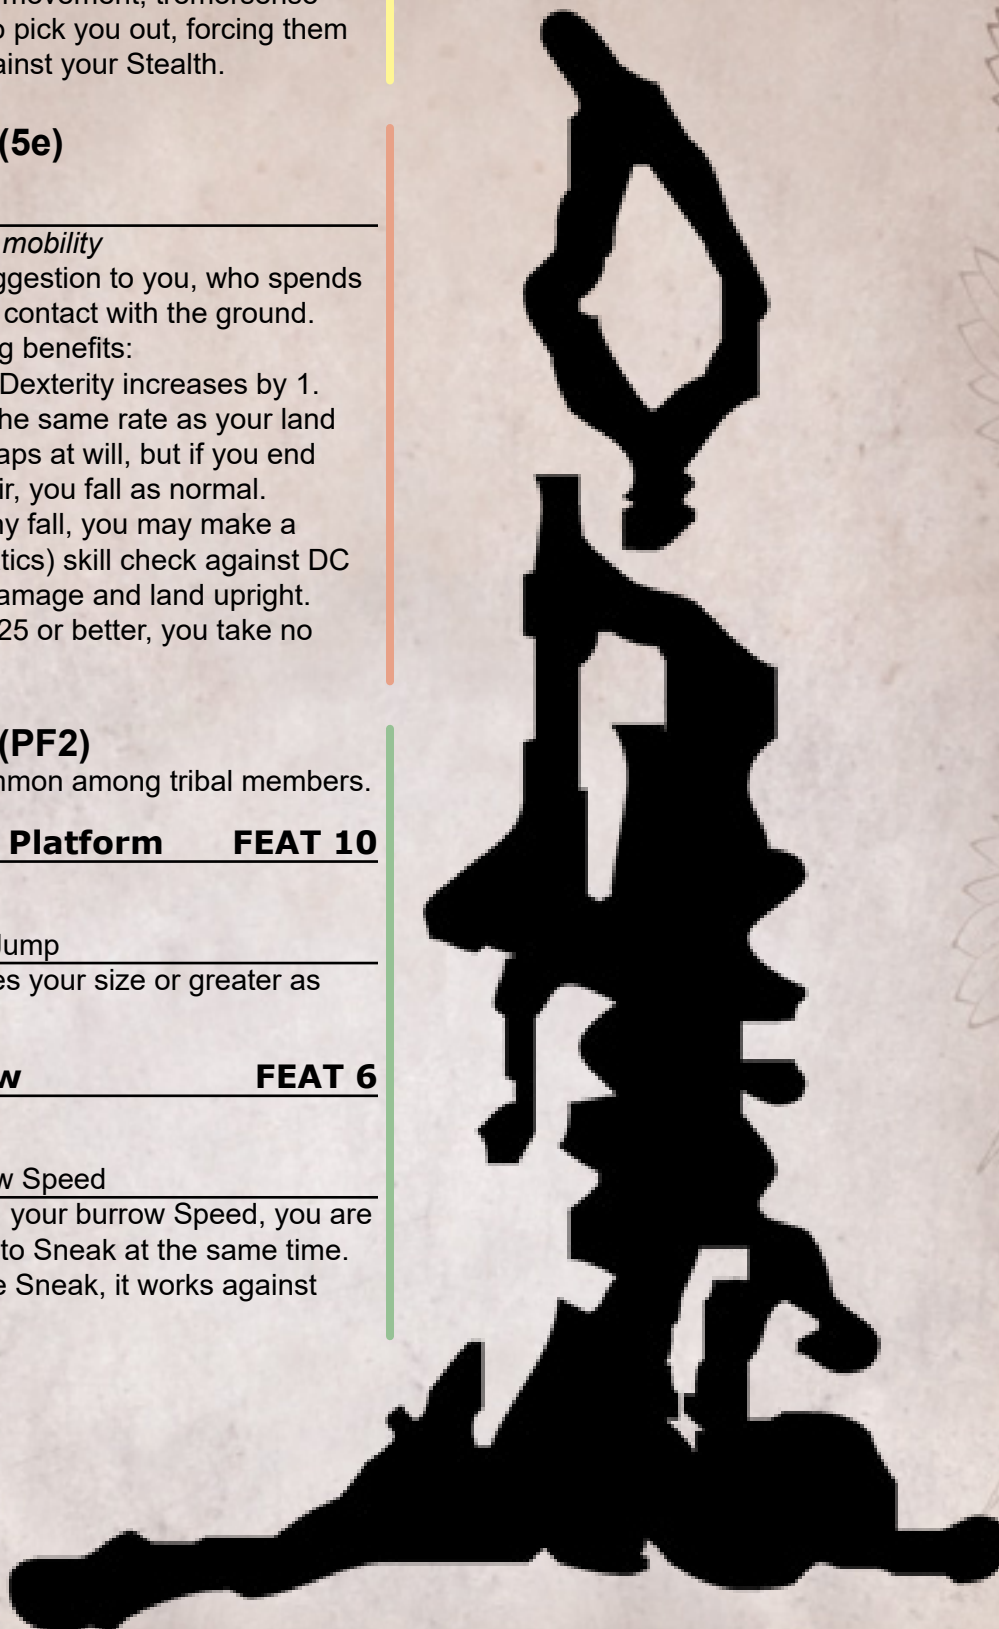 pick you out, forcing them
ainst your Stealth.
(5e)
mobility
ggestion to you, who spends
contact with the ground.
g benefits:
Dexterity increases by 1.
he same rate as your land
aps at will, but if you end
ir, you fall as normal.
ny fall, you may make a
tics) skill check against DC
amage and land upright.
25 or better, you take no
(PF2)
nmon among tribal members.
Platform FEAT 10
Jump
es your size or greater as
w FEAT 6
w Speed
your burrow Speed, you are
to Sneak at the same time.
e Sneak, it works against